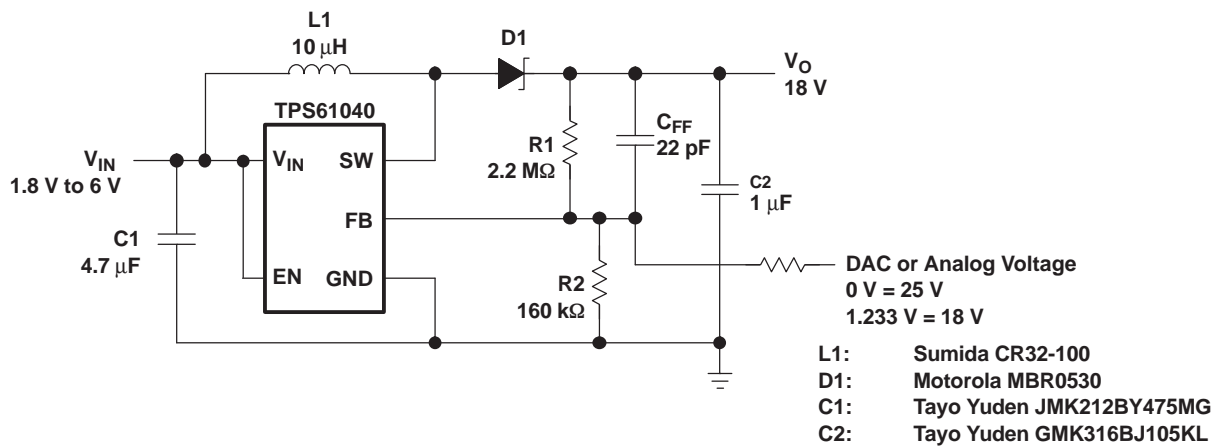 L1
10 μH
D1
VO
18 V
TPS61040
VIN
1.8 V to 6 V
VIN
SW
R1
2.2 MΩ
CFF
22 pF
C2
1 μF
FB
C1
4.7 μF
EN
GND
R2
160 kΩ
DAC or Analog Voltage
0 V = 25 V
1.233 V = 18 V
L1: Sumida CR32-100
D1: Motorola MBR0530
C1: Tayo Yuden JMK212BY475MG
C2: Tayo Yuden GMK316BJ105KL